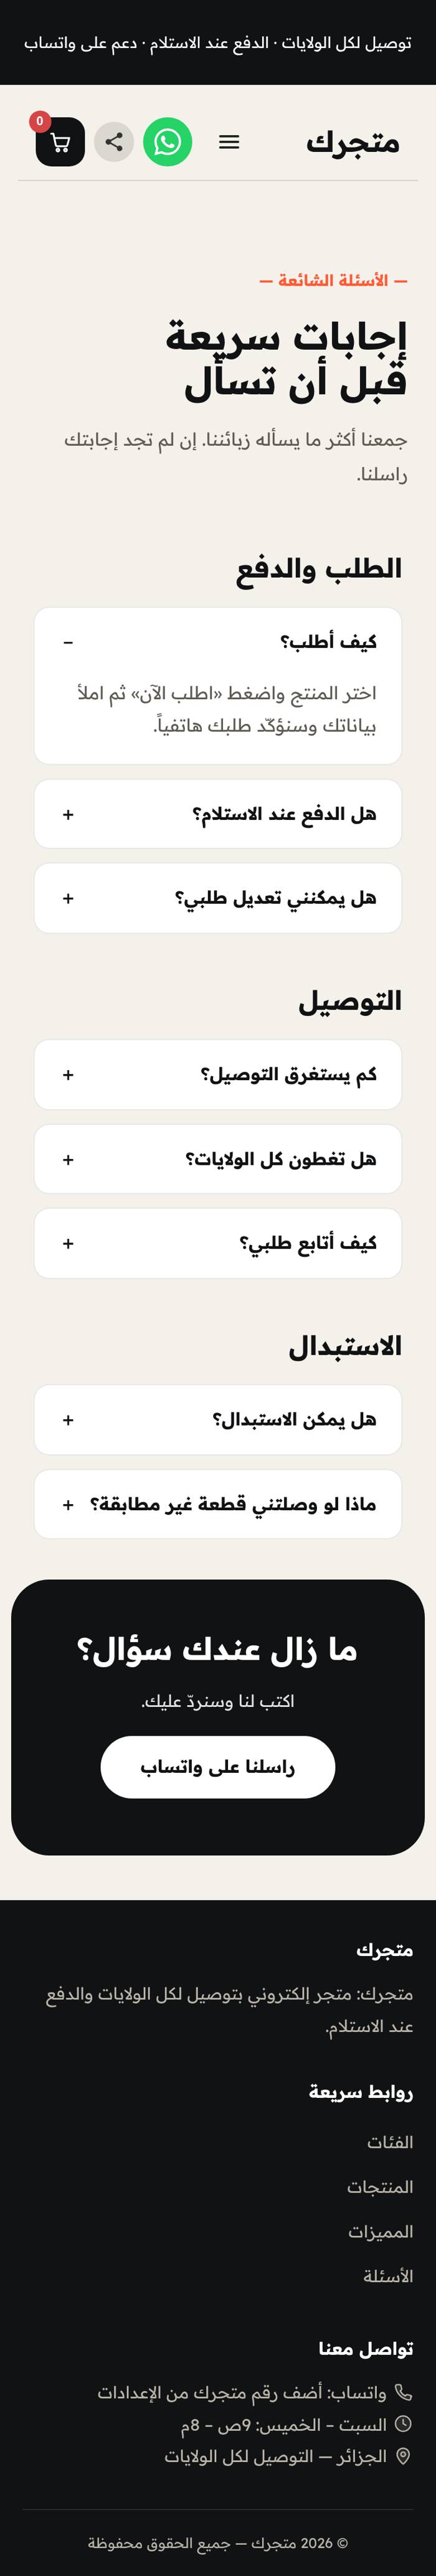 توصيل لكل الولايات · الدفع عند الاستلام · دعم على واتساب
متجرك
0
— الأسئلة الشائعة —
إجابات سريعة
قبل أن تسأل
جمعنا أكثر ما يسأله زبائننا. إن لم تجد إجابتك
راسلنا.
الطلب والدفع
كيف أطلب؟ −
اختر المنتج واضغط «اطلب الآن» ثم املأ
بياناتك وسنؤكّد طلبك هاتفياً.
هل الدفع عند الاستلام؟ +
هل يمكنني تعديل طلبي؟ +
التوصيل
كم يستغرق التوصيل؟ +
هل تغطون كل الولايات؟ +
كيف أتابع طلبي؟ +
الاستبدال
هل يمكن الاستبدال؟ +
ماذا لو وصلتني قطعة غير مطابقة؟ +
ما زال عندك سؤال؟
اكتب لنا وسنردّ عليك.
راسلنا على واتساب
متجرك
متجرك: متجر إلكتروني بتوصيل لكل الولايات والدفع
عند الاستلام.
روابط سريعة
الفئات
المنتجات
المميزات
الأسئلة
تواصل معنا
واتساب: أضف رقم متجرك من الإعدادات
السبت – الخميس: 9ص – 8م
الجزائر — التوصيل لكل الولايات
© 2026 متجرك — جميع الحقوق محفوظة